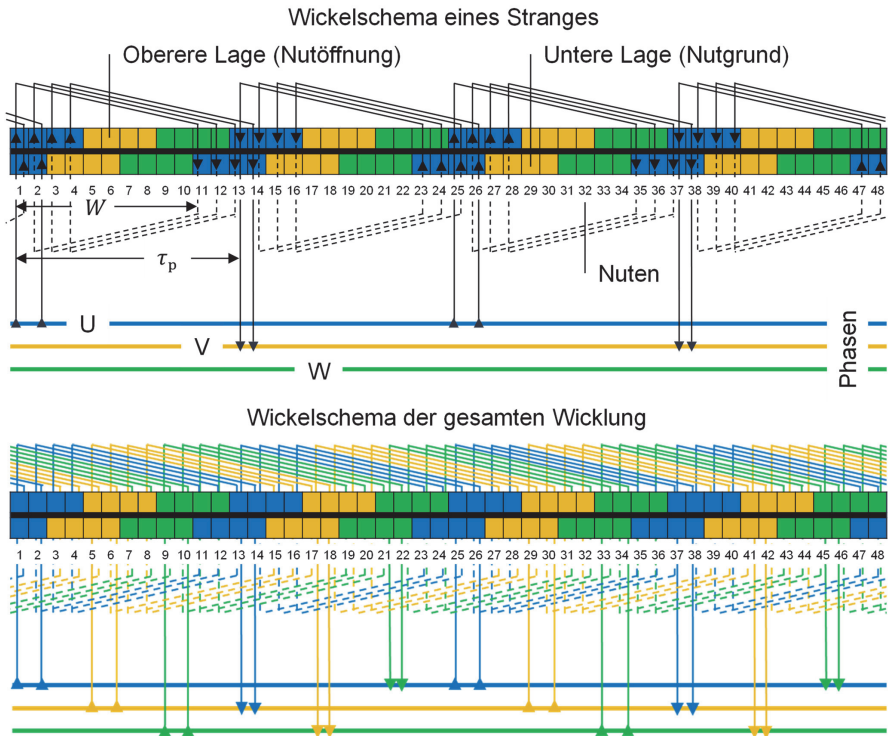 Wickelschema eines Stranges
Oberere Lage (Nutöffnung)
Untere Lage (Nutgrund)
1 2 3 4 5 6 7 8 9 10 11 12 13 14 15 16 17 18 19 20 21 22 23 24 25 26 27 28 29 30 31 32 33 34 35 36 37 38 39 40 41 42 43 44 45 46 47 48
W
τp
Nuten
U
V
W
Phasen
Wickelschema der gesamten Wicklung
1 2 3 4 5 6 7 8 9 10 11 12 13 14 15 16 17 18 19 20 21 22 23 24 25 26 27 28 29 30 31 32 33 34 35 36 37 38 39 40 41 42 43 44 45 46 47 48